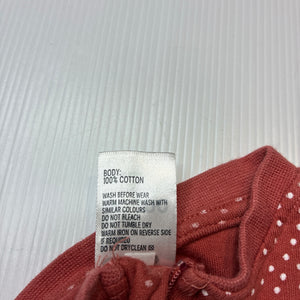 BODY:
100% COTTON
WASH BEFORE WEAR
WARM MACHINE WASH WITH
SIMILAR COLOURS
DO NOT BLEACH
DO NOT TUMBLE DRY
WARM IRON ON REVERSE SIDE
IF REQUIRED
DO NOT DRYCLEAN